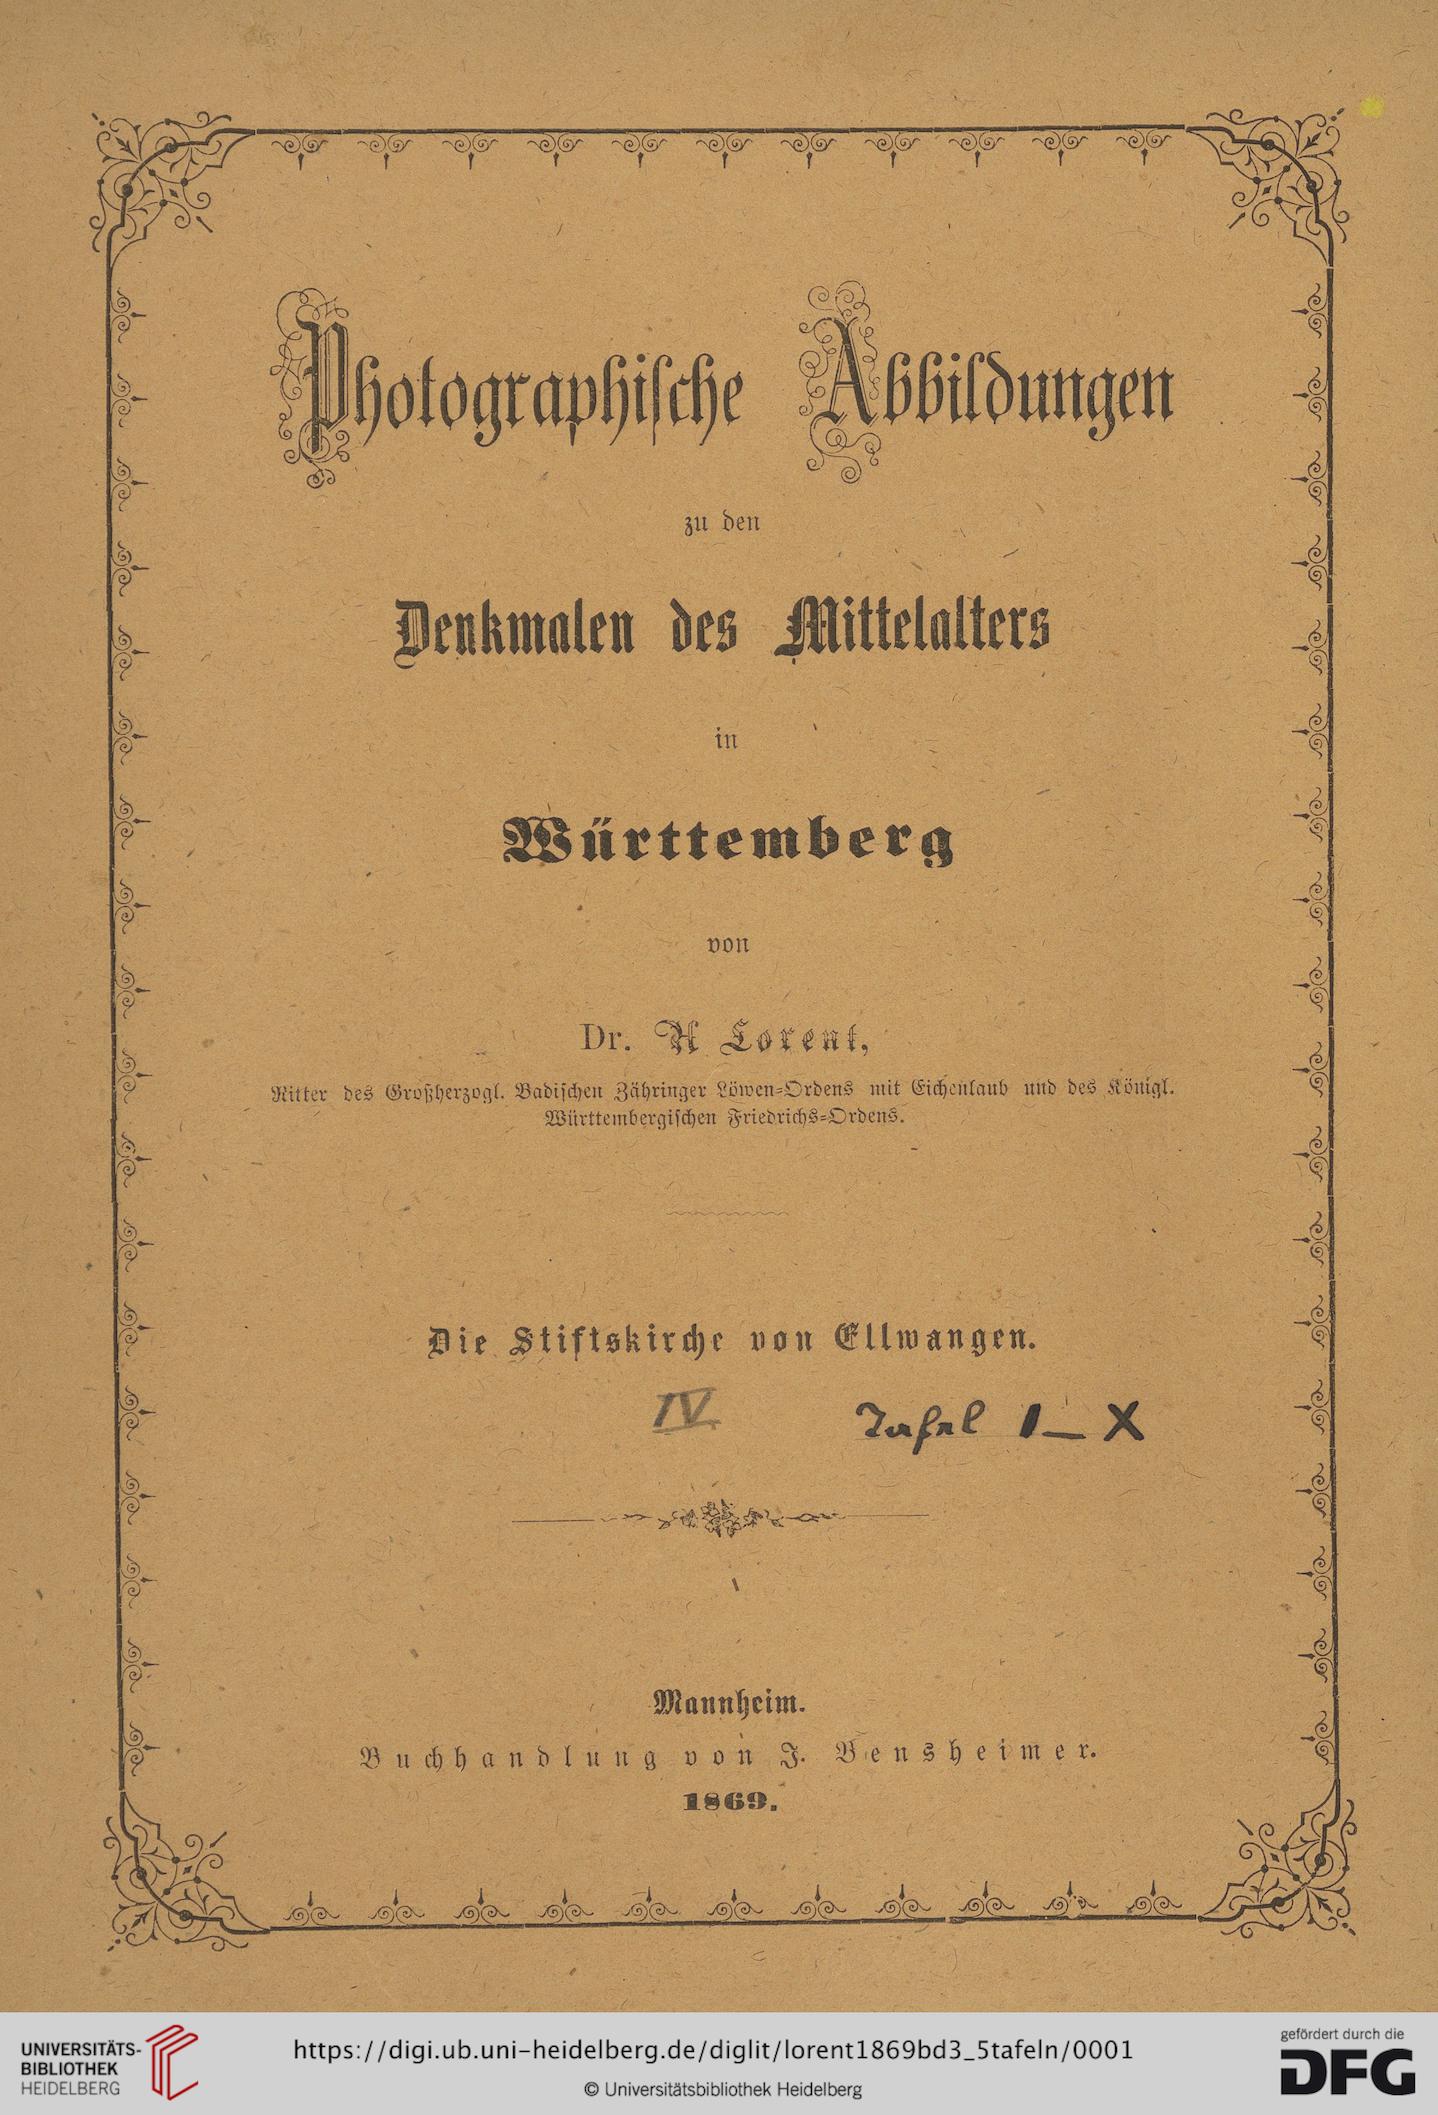 Photographische Abbildungen
zu den
Denkmalen des Mittelalters
in
Württemberg
von
Dr. A Lorent,
Ritter des Großherzogl. Badischen Zähringer Löwen=Ordens mit Eichenlaub und des Königl.
Württembergischen Friedrichs=Ordens.
Die Stiftskirche von Ellwangen.
IV Tafel I – X
Mannheim.
Buchhandlung von J. Bensheimer.
1869.
UNIVERSITÄTS-
BIBLIOTHEK
HEIDELBERG
https://digi.ub.uni-heidelberg.de/diglit/lorent1869bd3_5tafeln/0001
© Universitätsbibliothek Heidelberg
gefördert durch die
DFG